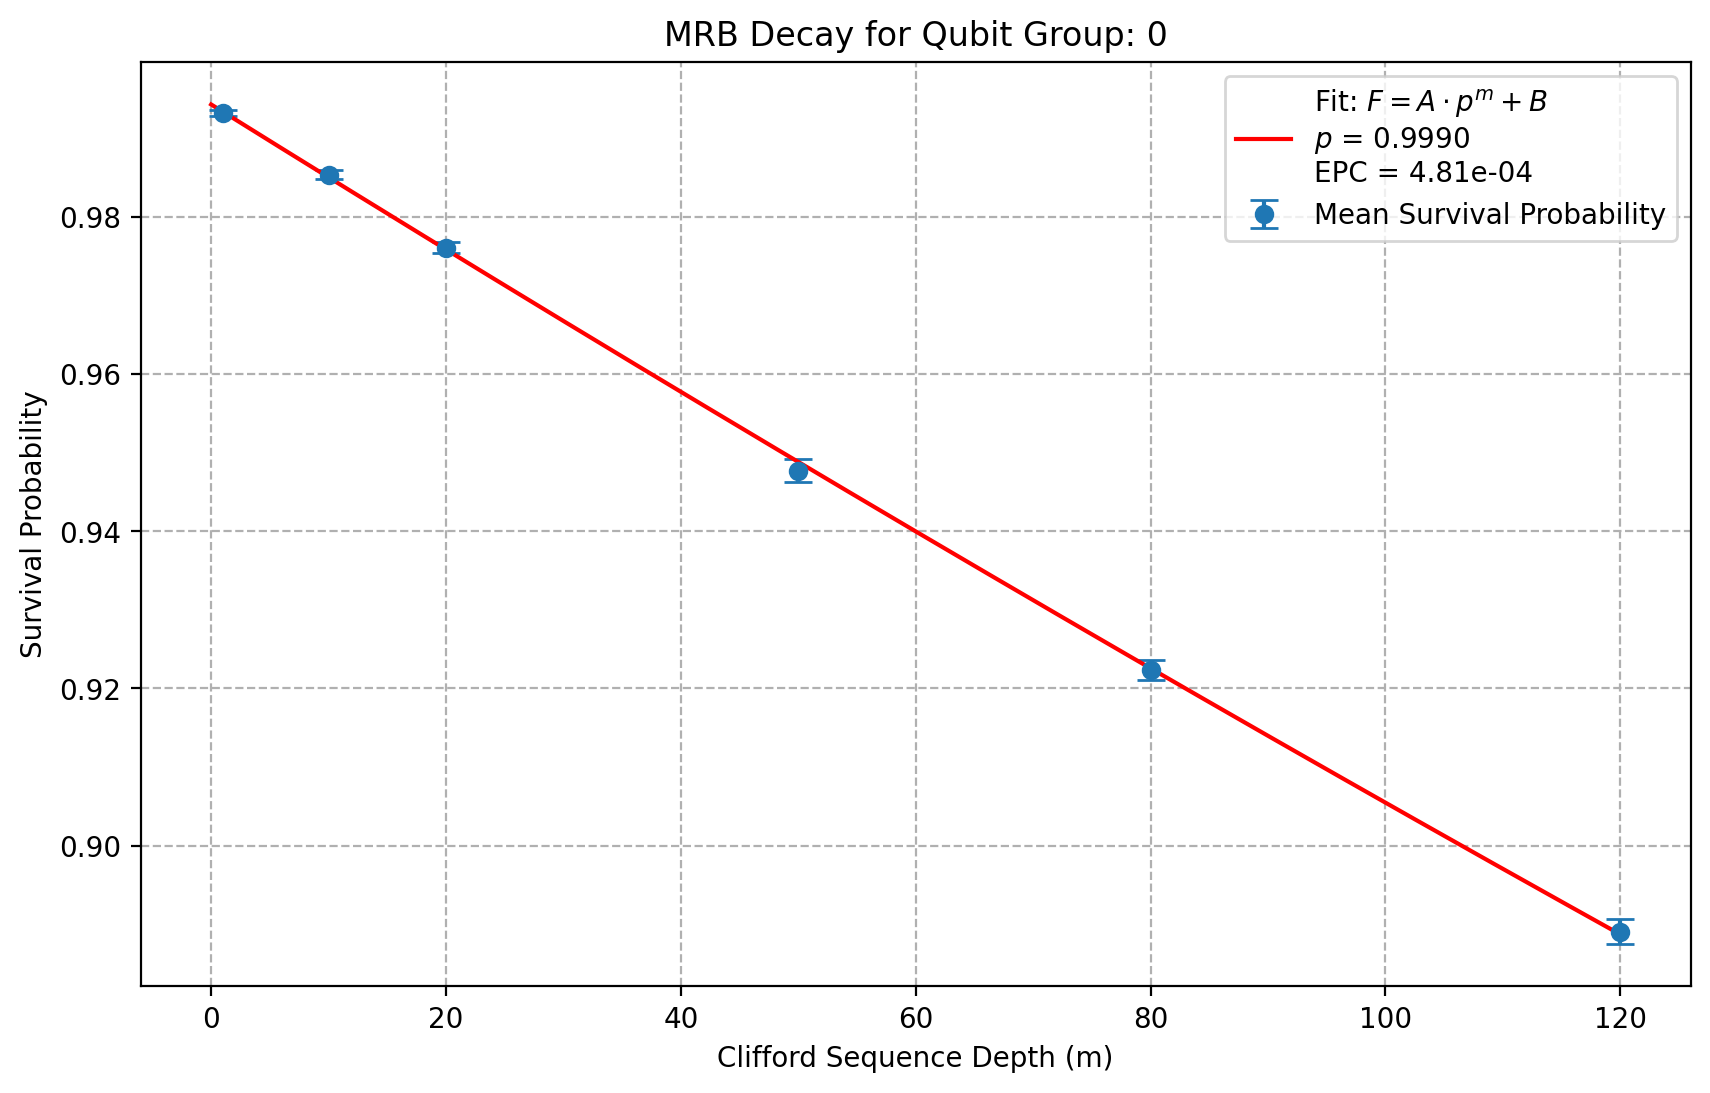 MRB Decay for Qubit Group: 0
Fit: F = A · p^m + B
p = 0.9990
EPC = 4.81e-04
Mean Survival Probability
Survival Probability
0.98
0.96
0.94
0.92
0.90
0 20 40 60 80 100 120
Clifford Sequence Depth (m)